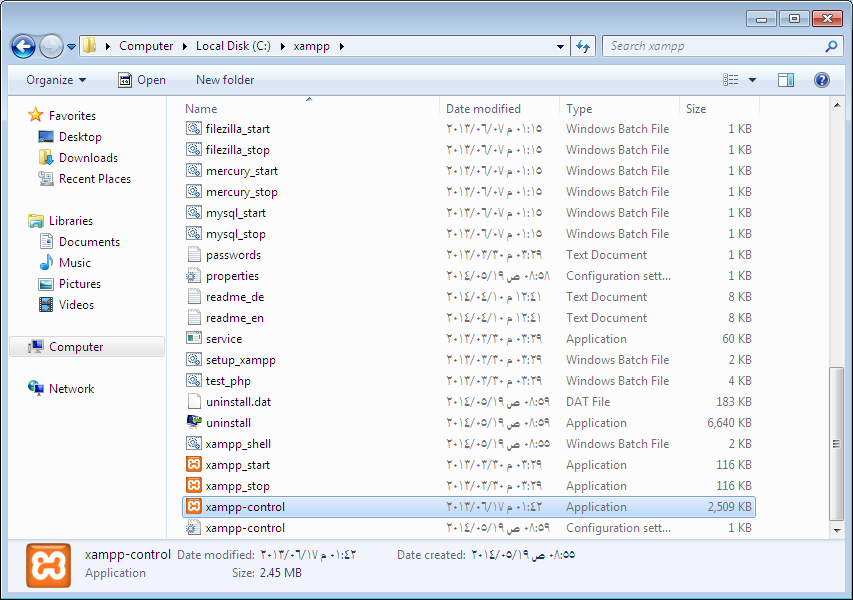 Computer ▸ Local Disk (C:) ▸ xampp ▸ Search xampp
Organize Open New folder
Name Date modified Type Size
Favorites
Desktop
Downloads
Recent Places
Libraries
Documents
Music
Pictures
Videos
Computer
Network
filezilla_start ٠١:١٥ م ٢٠١٣/٠٦/٠٧ Windows Batch File 1 KB
filezilla_stop ٠١:١٥ م ٢٠١٣/٠٦/٠٧ Windows Batch File 1 KB
mercury_start ٠١:١٥ م ٢٠١٣/٠٦/٠٧ Windows Batch File 1 KB
mercury_stop ٠١:١٥ م ٢٠١٣/٠٦/٠٧ Windows Batch File 1 KB
mysql_start ٠١:١٥ م ٢٠١٣/٠٦/٠٧ Windows Batch File 1 KB
mysql_stop ٠١:١٥ م ٢٠١٣/٠٦/٠٧ Windows Batch File 1 KB
passwords ٠٣:٢٩ م ٢٠١٣/٠٣/٣٠ Text Document 1 KB
properties ٠٨:٥٨ ص ٢٠١٤/٠٥/١٩ Configuration sett... 1 KB
readme_de ١٢:٤١ م ٢٠١٤/٠٤/١٠ Text Document 8 KB
readme_en ١٢:٤١ م ٢٠١٤/٠٤/١٠ Text Document 8 KB
service ٠٣:٢٩ م ٢٠١٣/٠٣/٣٠ Application 60 KB
setup_xampp ٠٣:٢٩ م ٢٠١٣/٠٣/٣٠ Windows Batch File 2 KB
test_php ٠٣:٢٩ م ٢٠١٣/٠٣/٣٠ Windows Batch File 4 KB
uninstall.dat ٠٨:٥٩ ص ٢٠١٤/٠٥/١٩ DAT File 183 KB
uninstall ٠٨:٥٩ ص ٢٠١٤/٠٥/١٩ Application 6,640 KB
xampp_shell ٠٨:٥٥ ص ٢٠١٤/٠٥/١٩ Windows Batch File 2 KB
xampp_start ٠٣:٢٩ م ٢٠١٣/٠٣/٣٠ Application 116 KB
xampp_stop ٠٣:٢٩ م ٢٠١٣/٠٣/٣٠ Application 116 KB
xampp-control ٠١:٤٢ م ٢٠١٣/٠٦/١٧ Application 2,509 KB
xampp-control ٠٨:٥٩ ص ٢٠١٤/٠٥/١٩ Configuration sett... 1 KB
xampp-control Date modified: ٠١:٤٢ م ٢٠١٣/٠٦/١٧ Date created: ٠٨:٥٥ ص ٢٠١٤/٠٥/١٩
Application Size: 2.45 MB